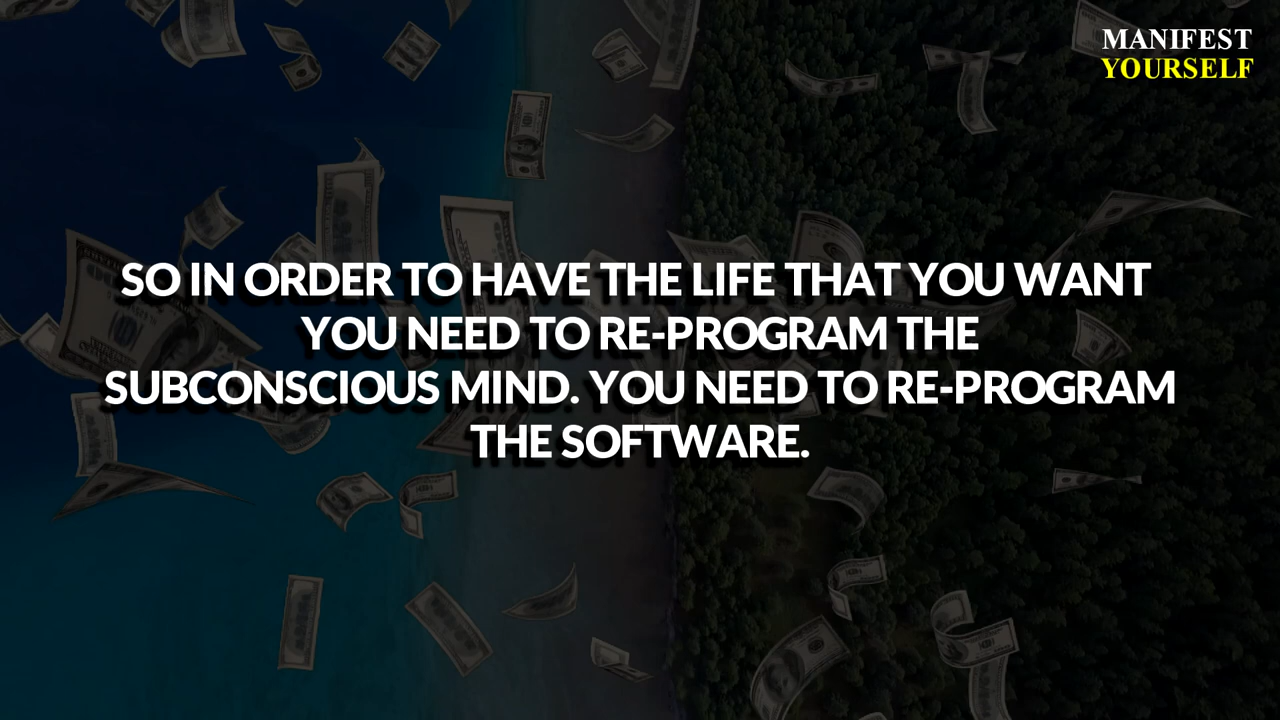 MANIFEST
YOURSELF
SO IN ORDER TO HAVE THE LIFE THAT YOU WANT
YOU NEED TO RE-PROGRAM THE
SUBCONSCIOUS MIND. YOU NEED TO RE-PROGRAM
THE SOFTWARE.